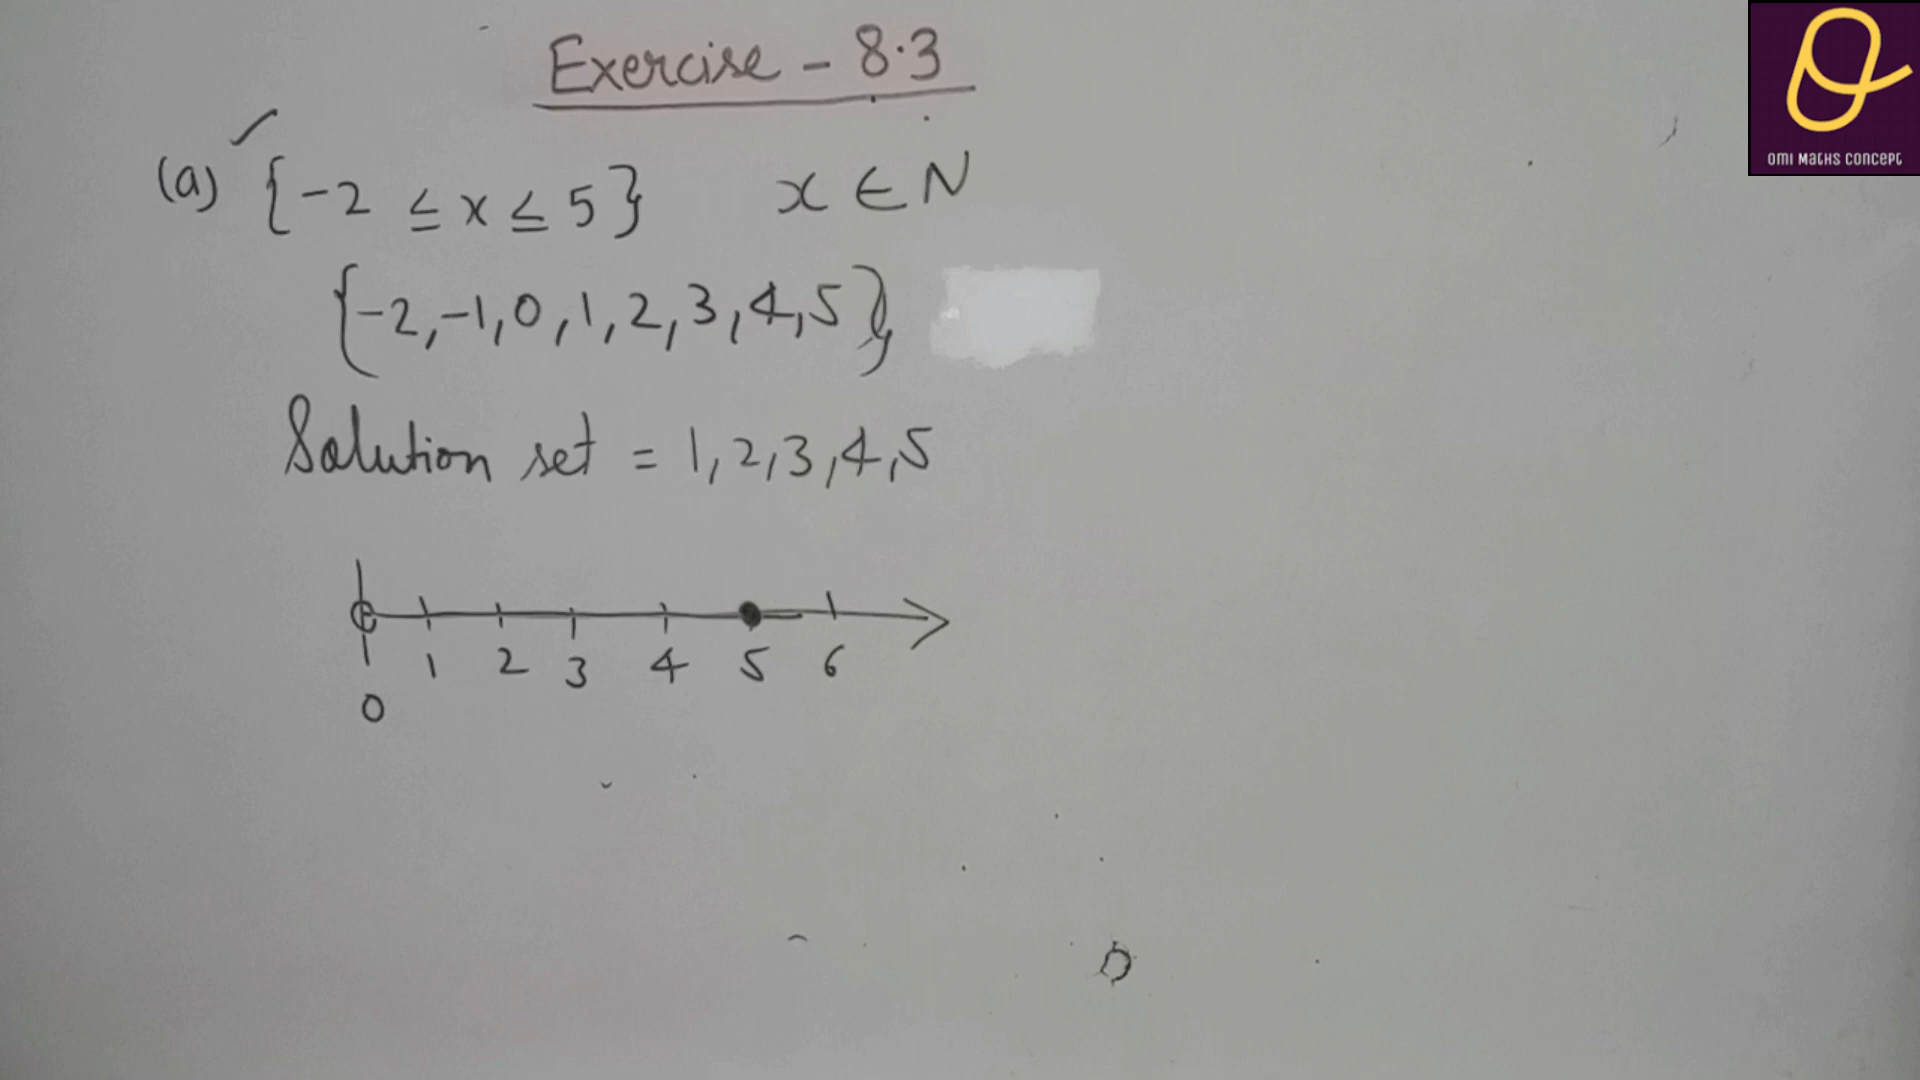 Exercise - 8.3
(a) {-2 ≤ x ≤ 5} x ∈ N
{-2,-1,0,1,2,3,4,5}
Solution set = 1,2,3,4,5
1 2 3 4 5 6
0
OMI MATHS CONCEPT